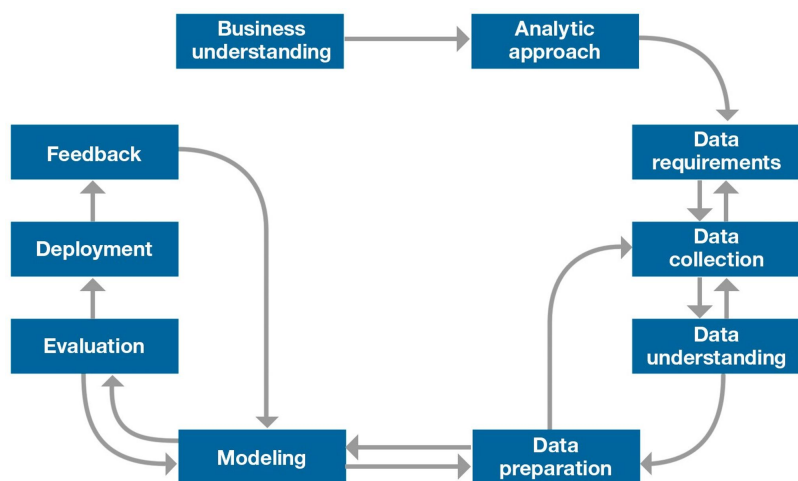 Business
understanding
Analytic
approach
Data
requirements
Data
collection
Data
understanding
Data
preparation
Modeling
Evaluation
Deployment
Feedback